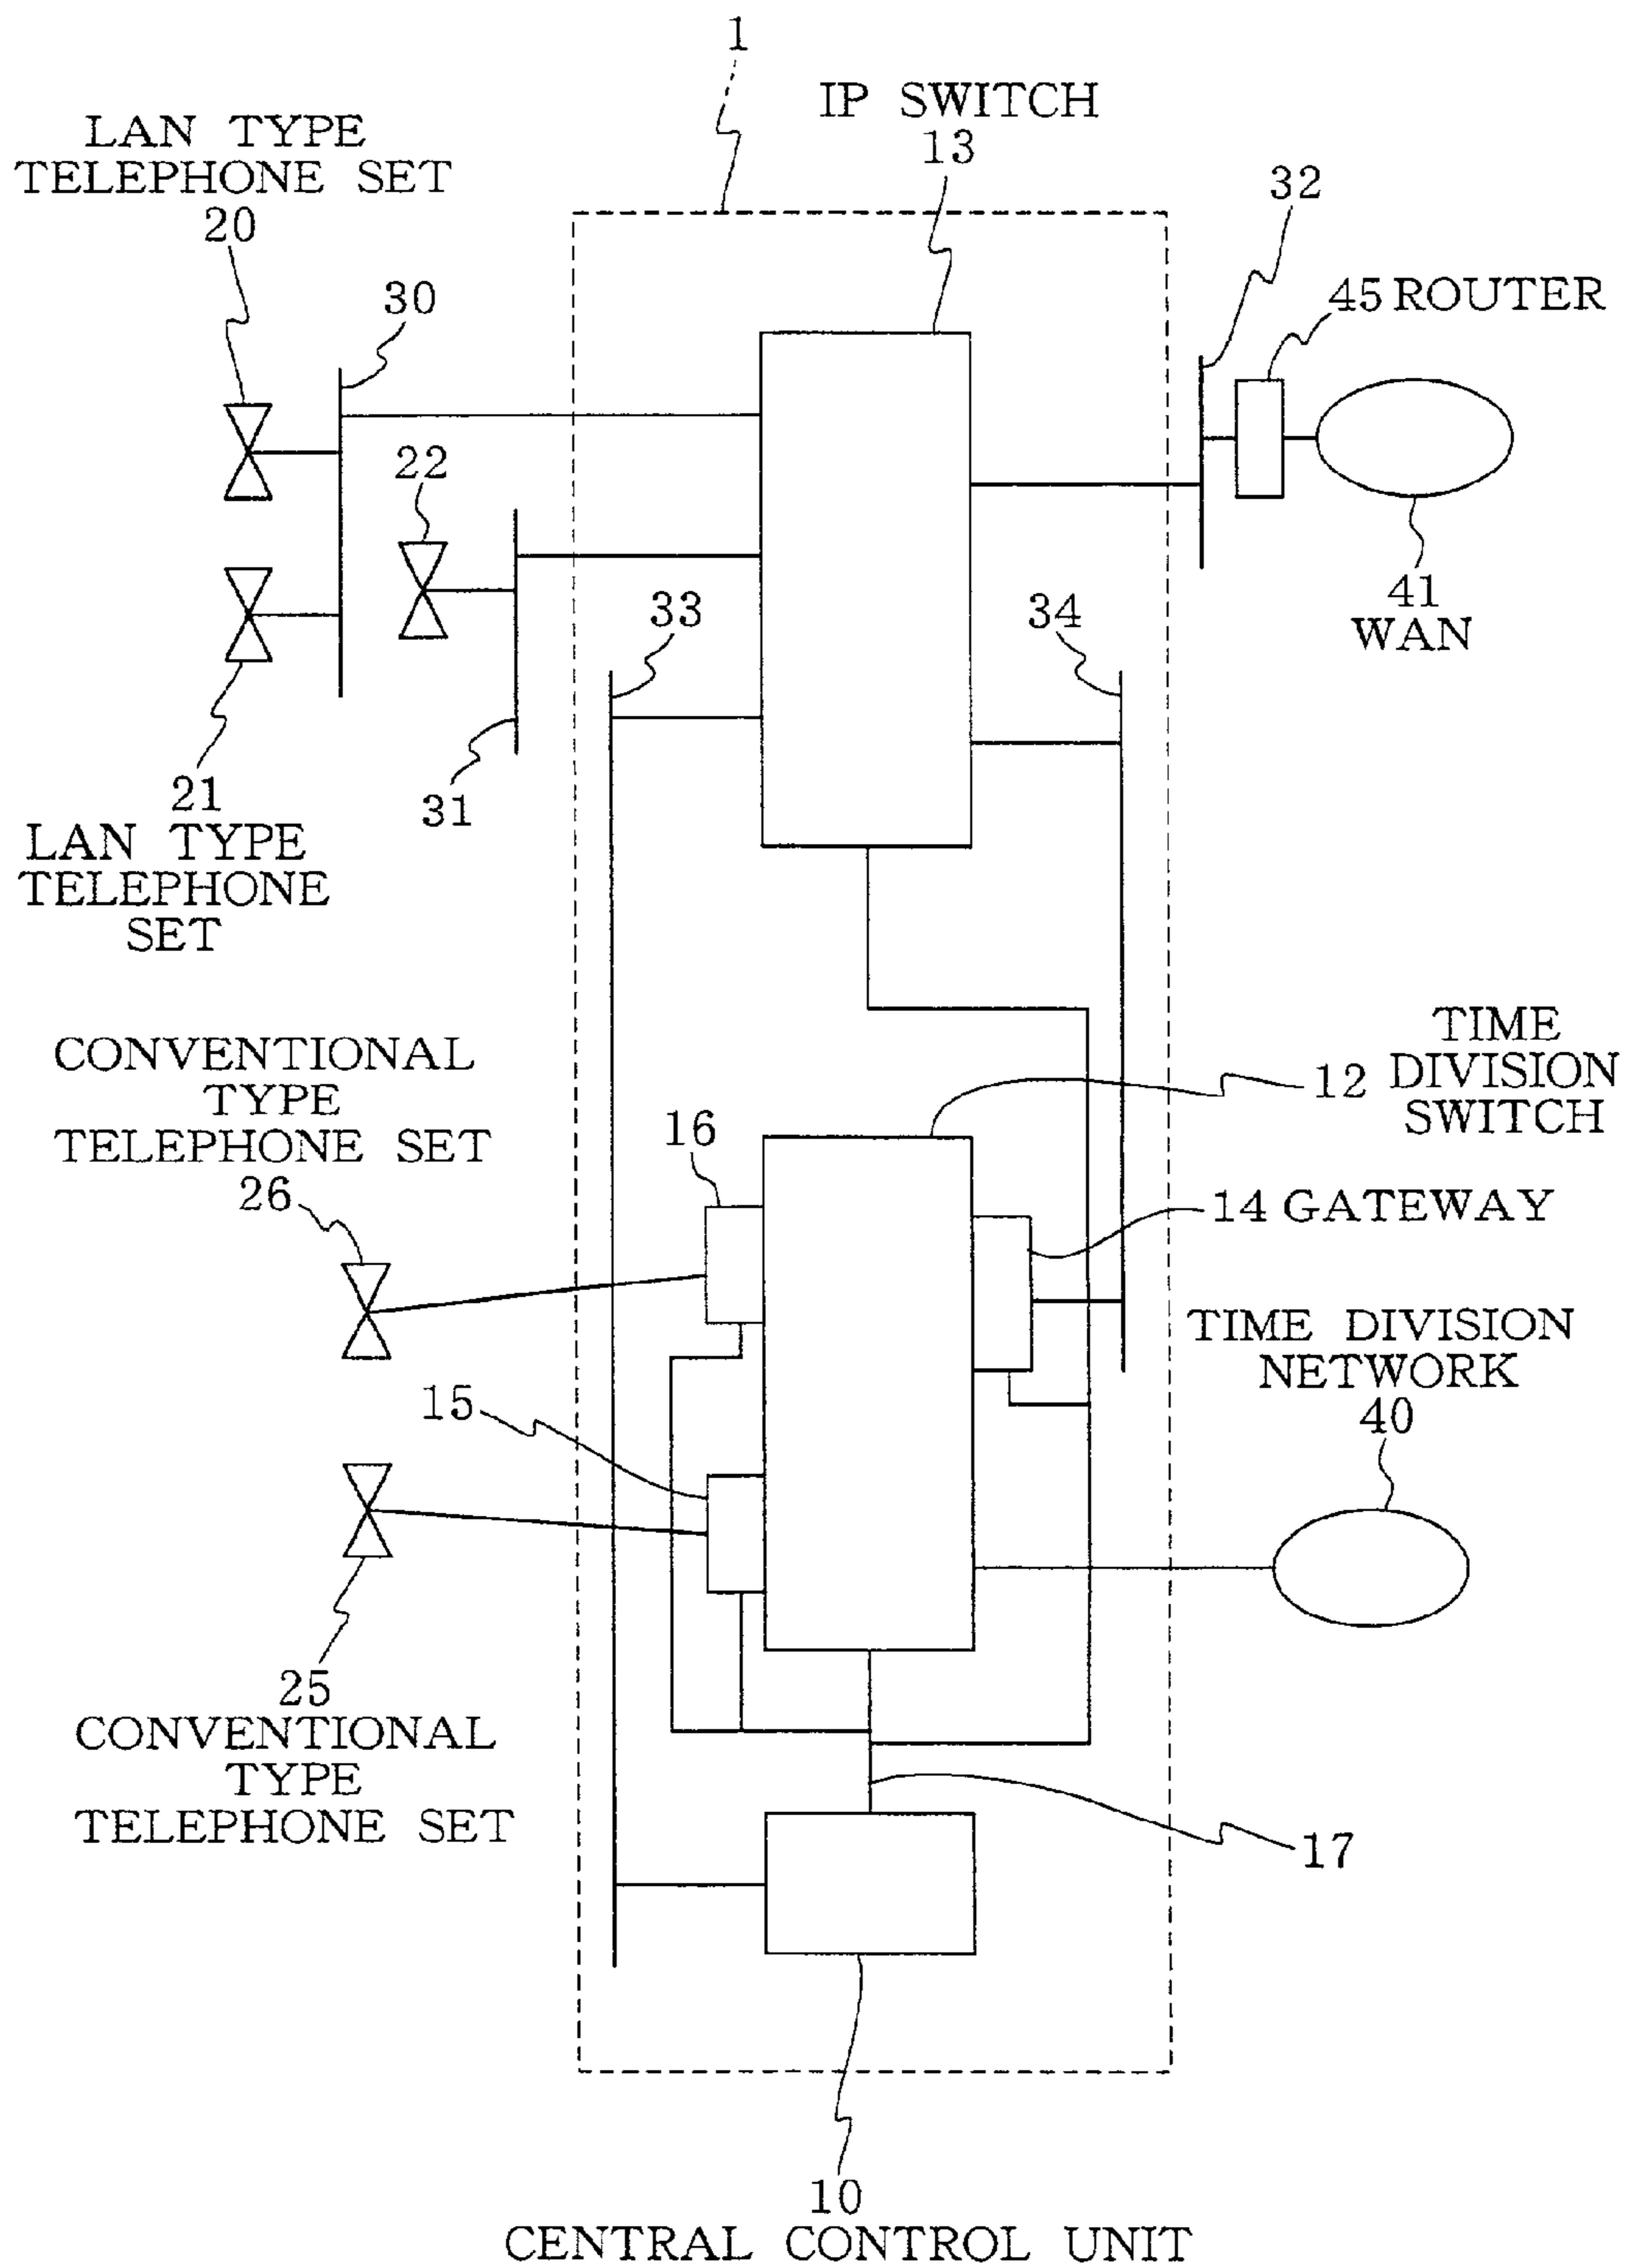 1
IP SWITCH
13
LAN TYPE
TELEPHONE SET
20
32
45 ROUTER
30
22
41
WAN
33
34
21
LAN TYPE
TELEPHONE
SET
31
TIME
12 DIVISION
SWITCH
CONVENTIONAL
TYPE
TELEPHONE SET
26
16
14 GATEWAY
TIME DIVISION
NETWORK
40
15
25
CONVENTIONAL
TYPE
TELEPHONE SET
17
10
CENTRAL CONTROL UNIT